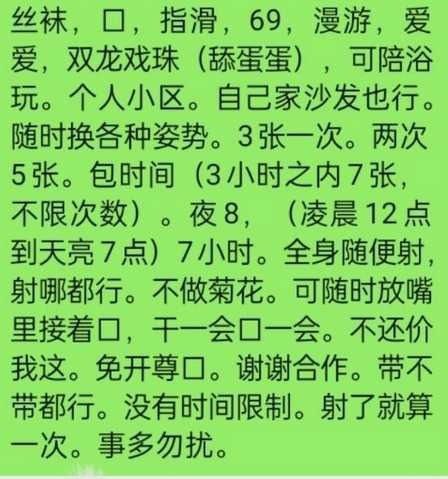 丝袜，口，指滑，69，漫游，爱
爱，双龙戏珠（舔蛋蛋），可陪浴
玩。个人小区。自己家沙发也行。
随时换各种姿势。3张一次。两次
5张。包时间（3小时之内7张，
不限次数）。夜8，（凌晨12点
到天亮7点）7小时。全身随便射，
射哪都行。不做菊花。可随时放嘴
里接着口，干一会口一会。不还价
我这。免开尊口。谢谢合作。带不
带都行。没有时间限制。射了就算
一次。事多勿扰。